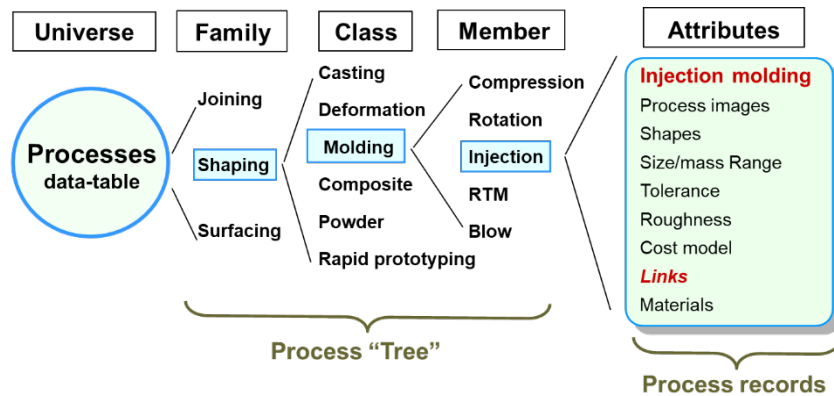 Universe
Family
Class
Member
Attributes
Processes
data-table
Joining
Shaping
Surfacing
Casting
Deformation
Molding
Composite
Powder
Rapid prototyping
Compression
Rotation
Injection
RTM
Blow
Injection molding
Process images
Shapes
Size/mass Range
Tolerance
Roughness
Cost model
Links
Materials
Process “Tree”
Process records